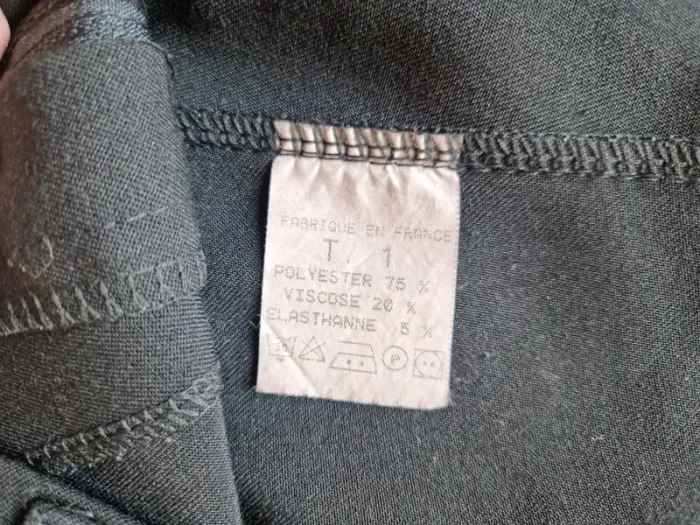 FABRIQUE EN FRANCE
T. 1
POLYESTER 75 %
VISCOSE 20 %
ELASTHANNE 5 %
P